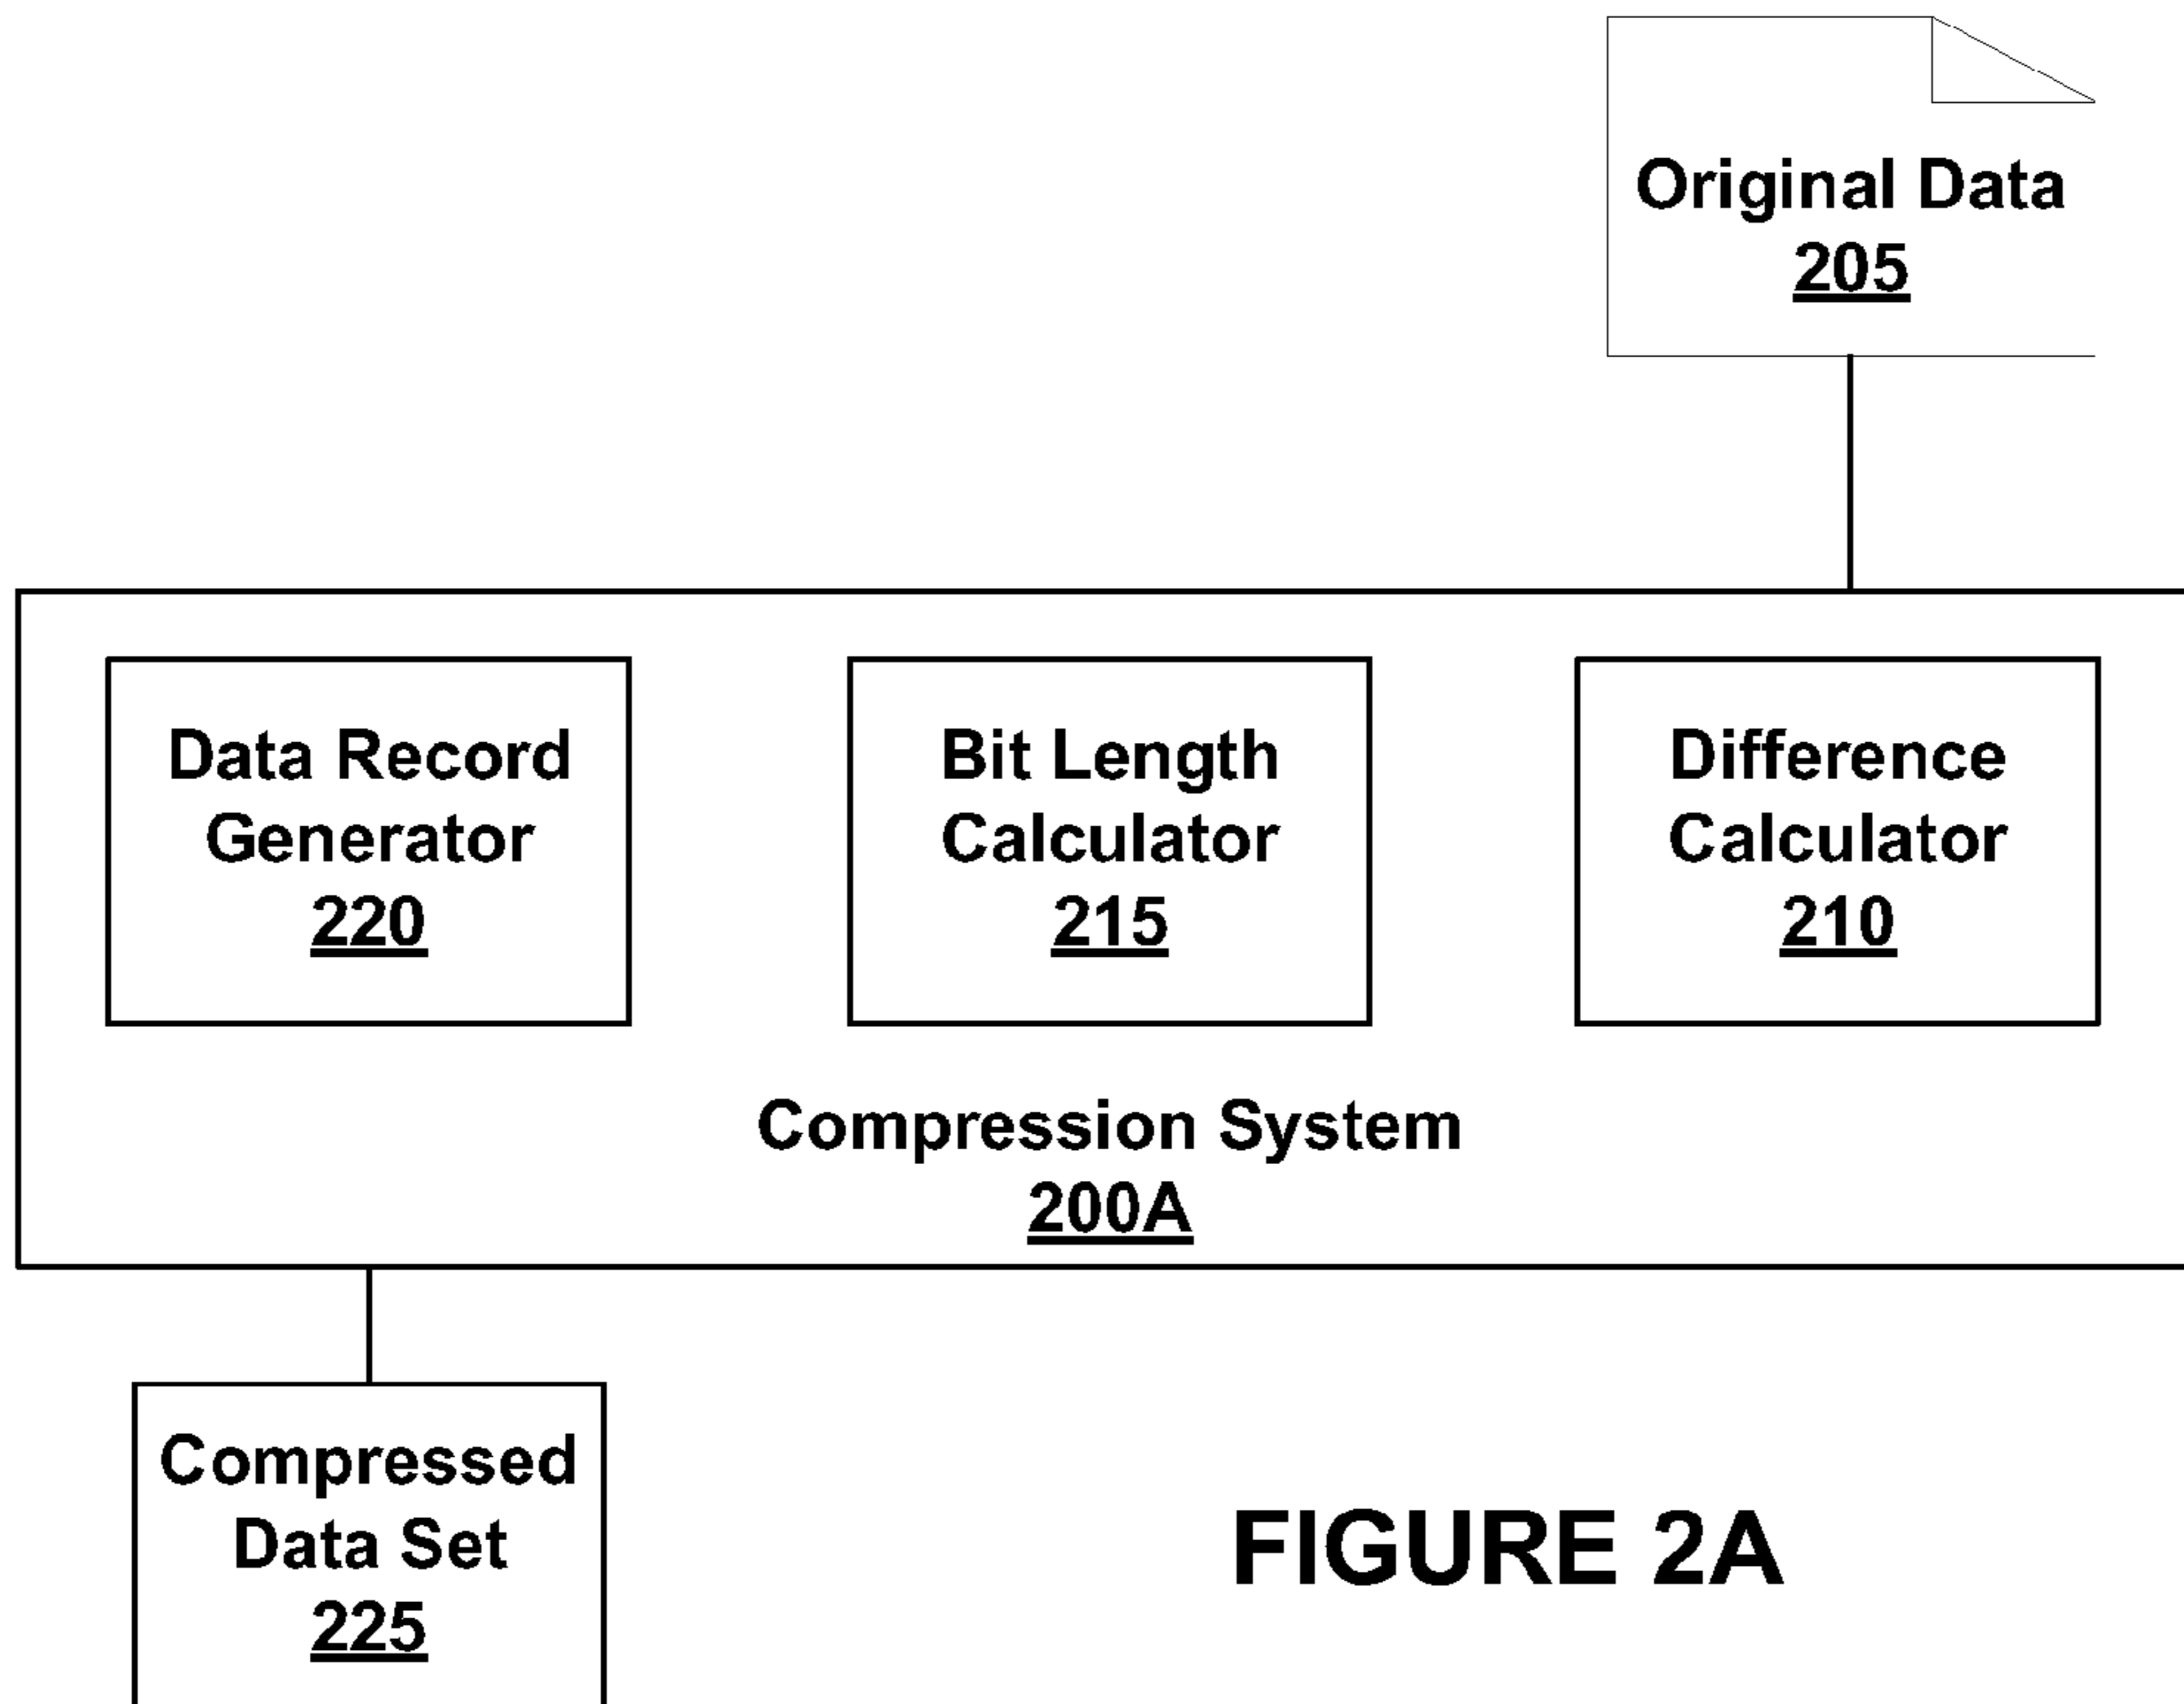 Original Data
205
Data Record
Generator
220
Bit Length
Calculator
215
Difference
Calculator
210
Compression System
200A
Compressed
Data Set
225
FIGURE 2A